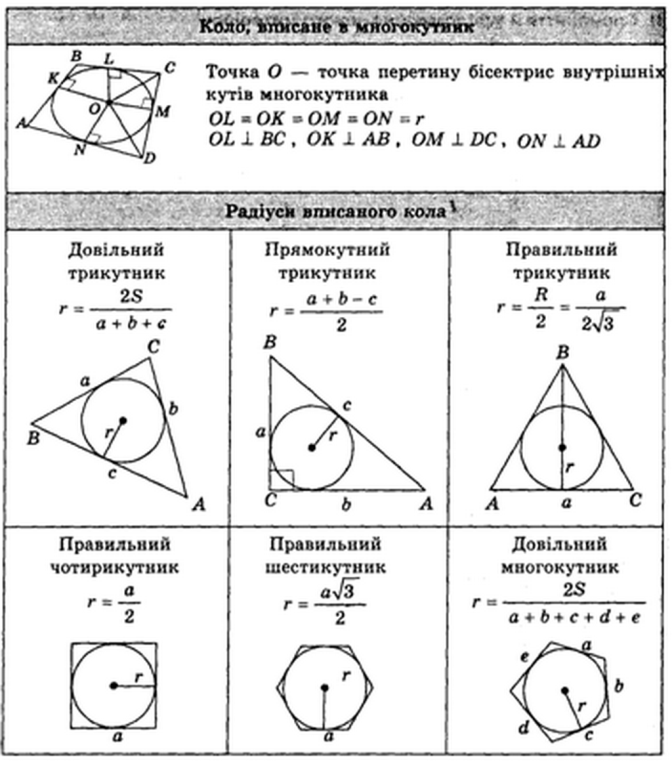 Коло, вписане в многокутник
B L C
K
O
M
A
N D
Точка O — точка перетину бісектрис внутрішніх
кутів многокутника
OL = OK = OM = ON = r
OL ⊥ BC, OK ⊥ AB, OM ⊥ DC, ON ⊥ AD
Радіуси вписаного кола
Довільний
трикутник
r = 2S / (a + b + c)
C
a
b
r
B
c
A
Прямокутний
трикутник
r = (a + b − c) / 2
B
c
a
r
C b A
Правильний
трикутник
r = R/2 = a/(2√3)
B
r
A a C
Правильний
чотирикутник
r = a/2
r
a
Правильний
шестикутник
r = a√3/2
r
a
Довільний
многокутник
r = 2S / (a + b + c + d + e)
e a
b
r
d c